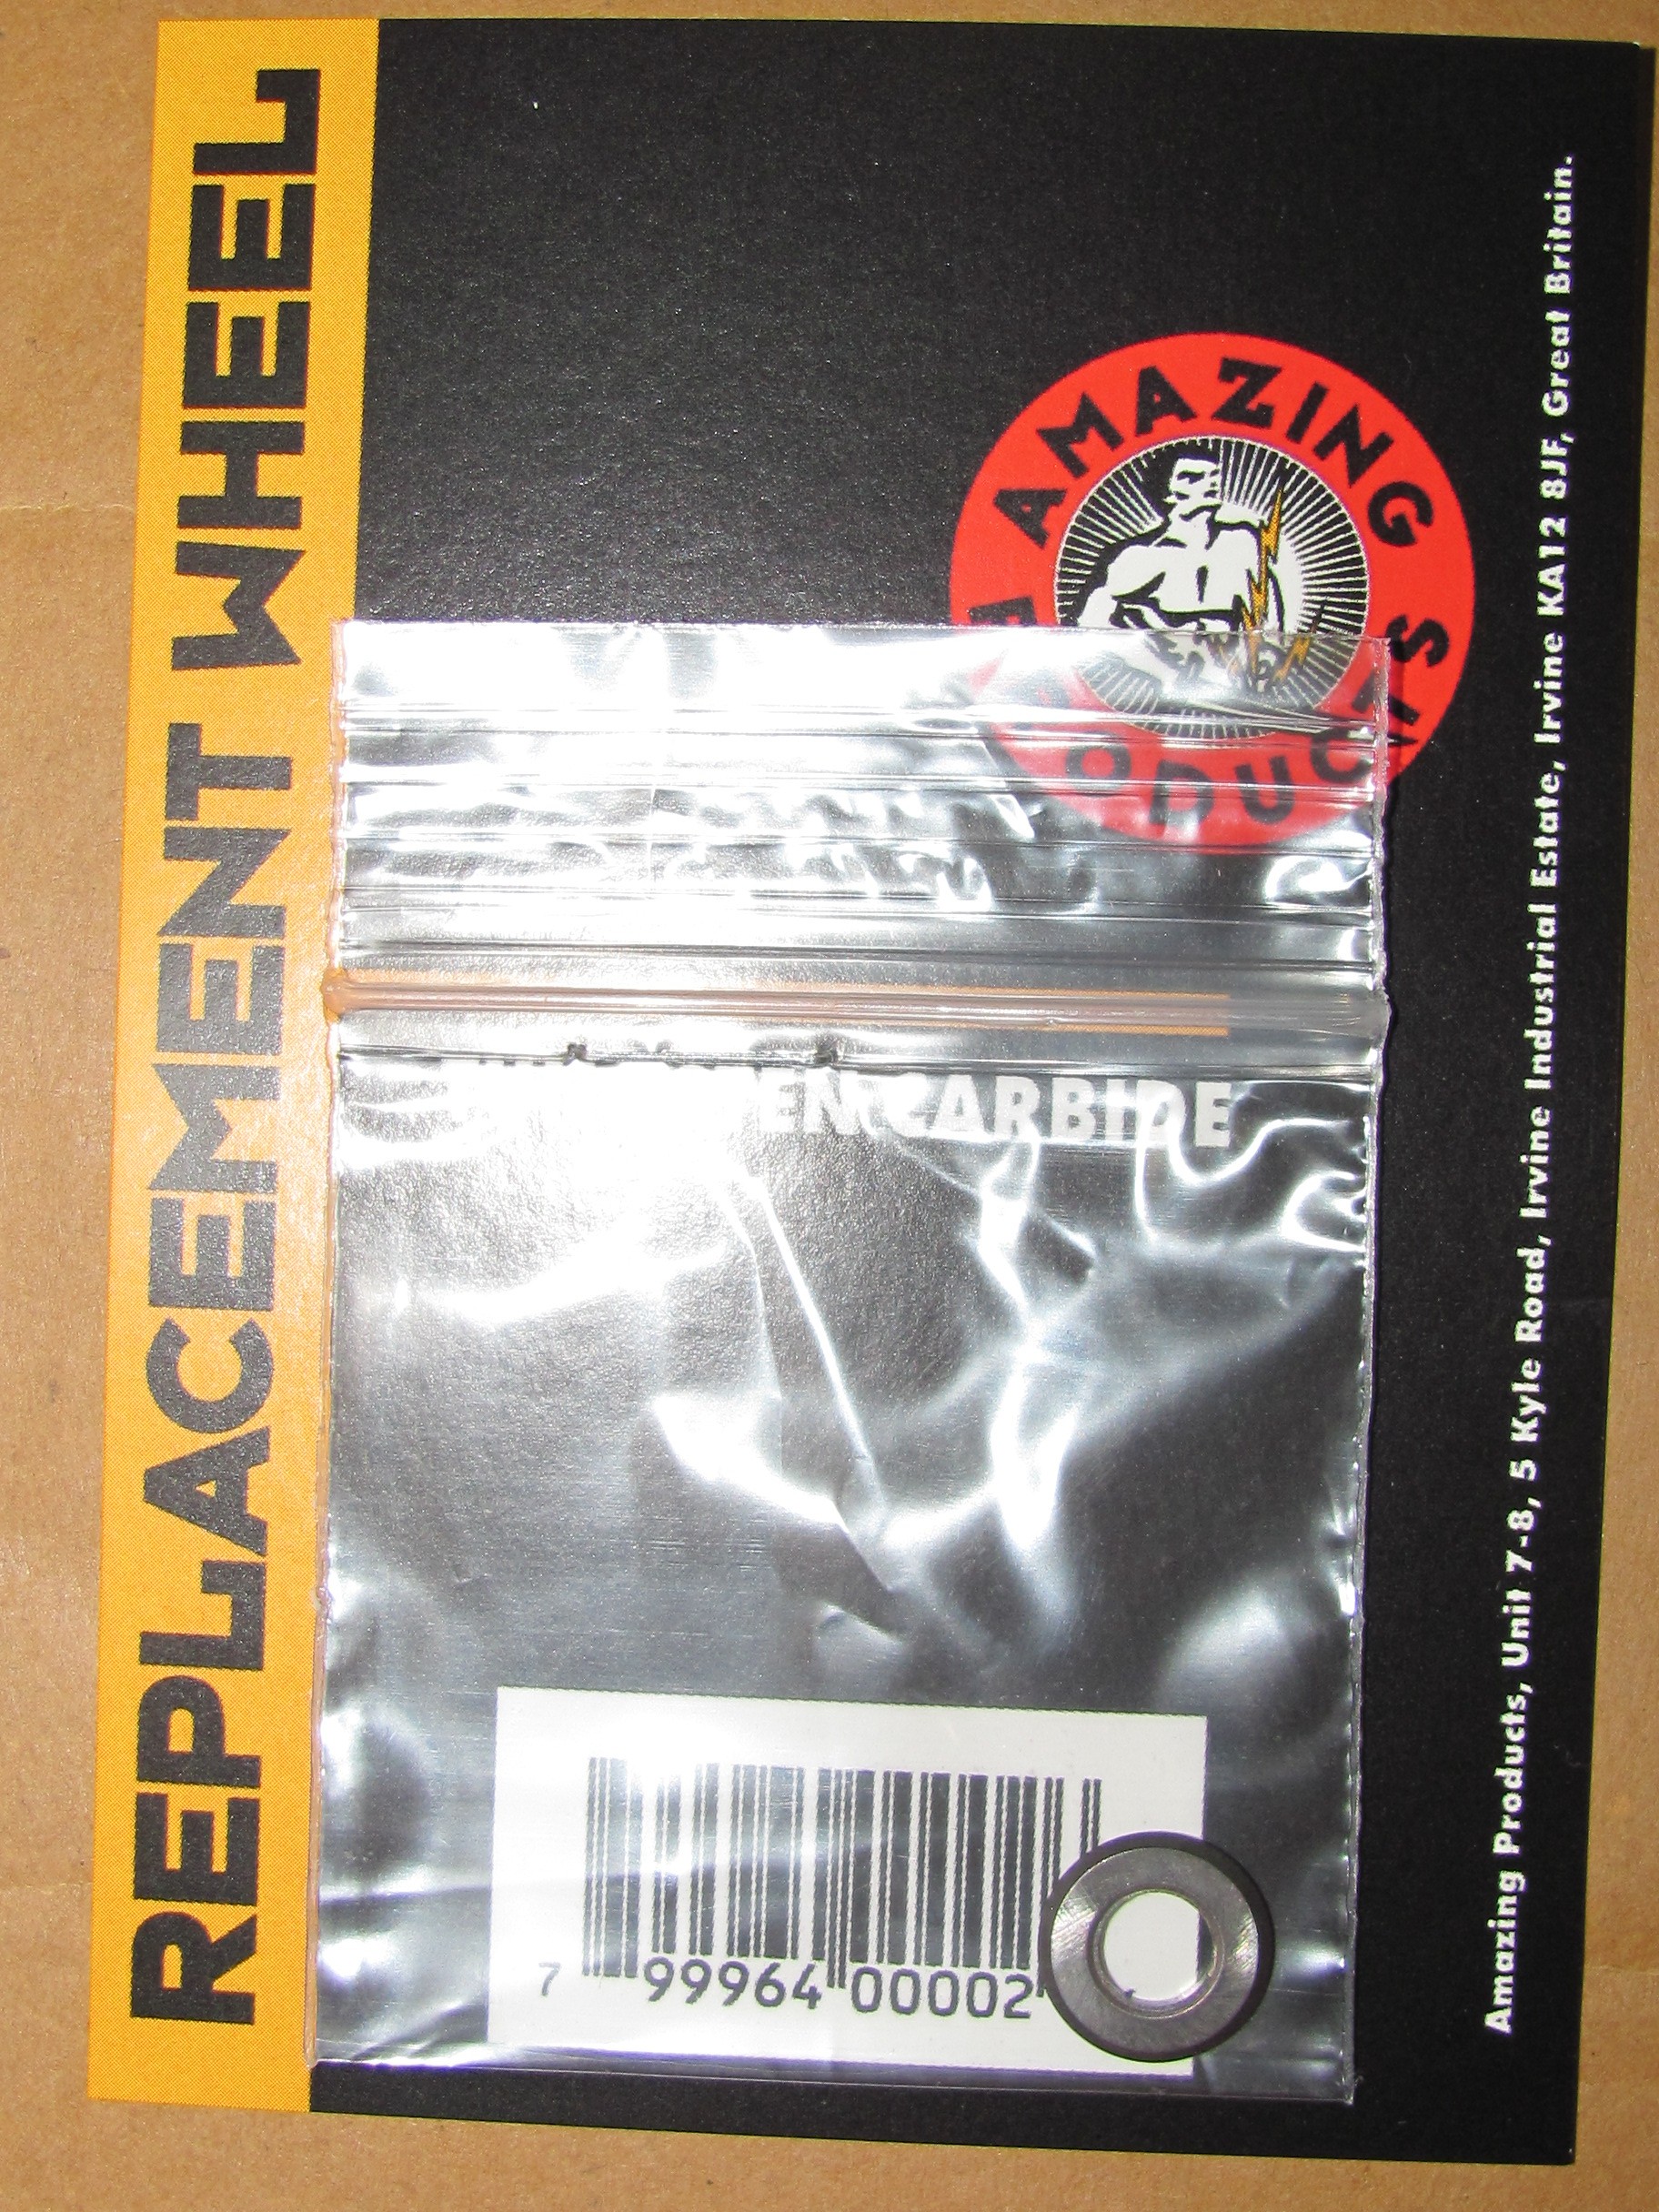 REPLACEMENT WHEEL
AMAZING
PRODUCTS
CARBIDE
7 99964 00002
Amazing Products, Unit 7-8, 5 Kyle Road, Irvine Industrial Estate, Irvine KA12 8JF, Great Britain.